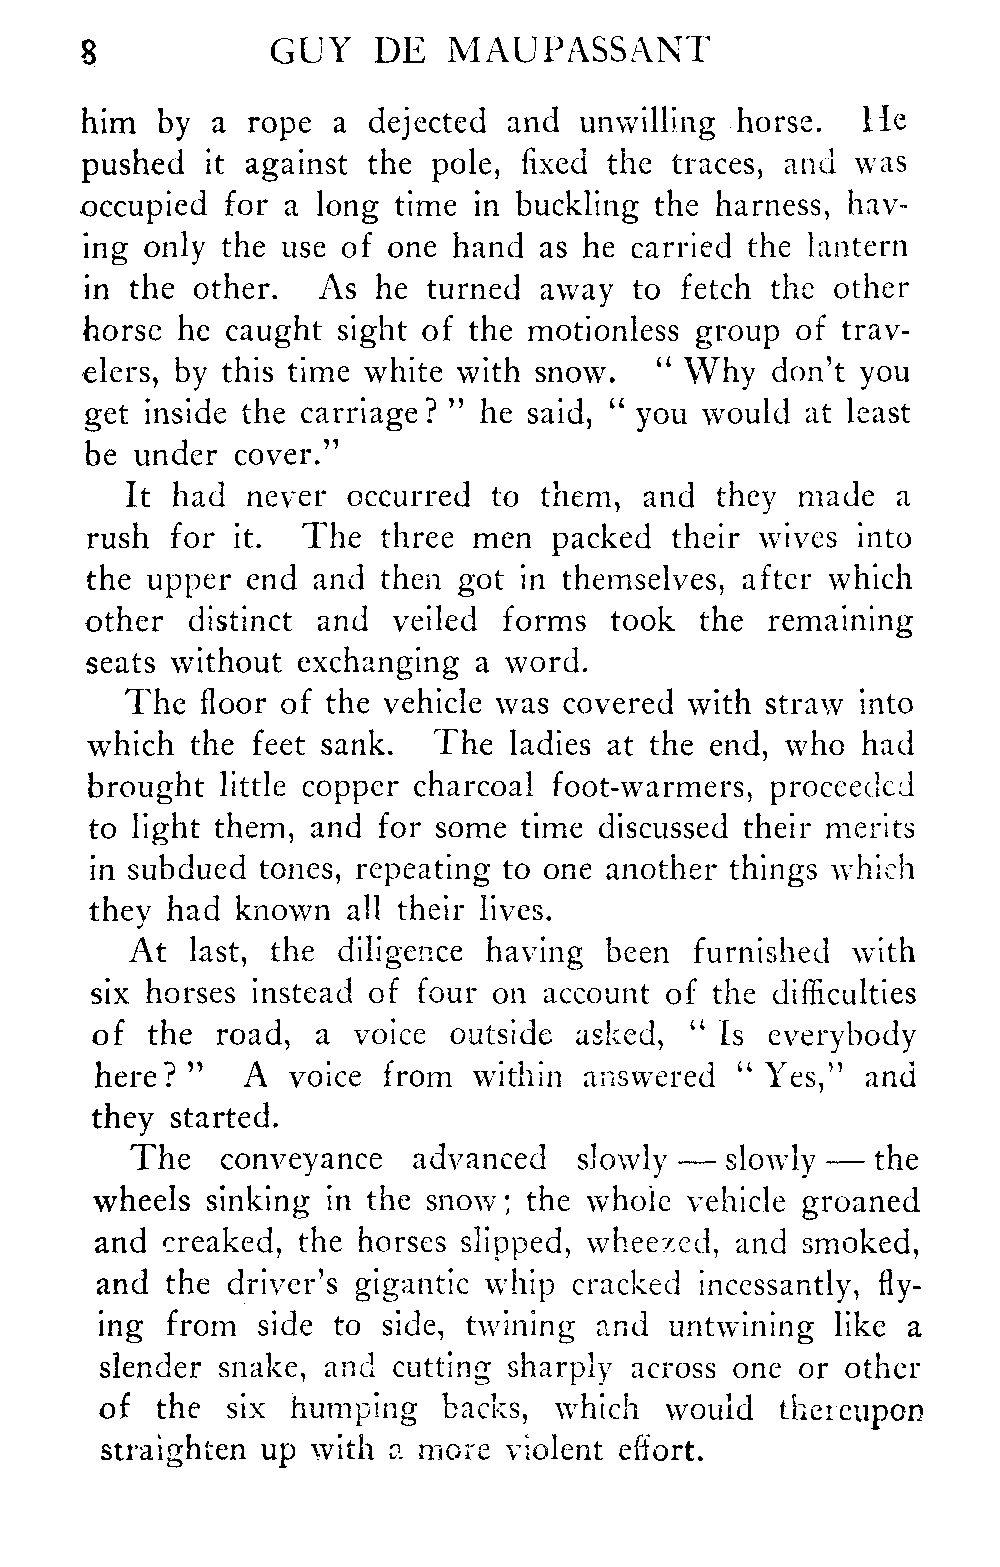 8 GUY DE MAUPASSANT
him by a rope a dejected and unwilling horse. He
pushed it against the pole, fixed the traces, and was
occupied for a long time in buckling the harness, hav-
ing only the use of one hand as he carried the lantern
in the other. As he turned away to fetch the other
horse he caught sight of the motionless group of trav-
elers, by this time white with snow. “ Why don’t you
get inside the carriage? ” he said, “ you would at least
be under cover.”
It had never occurred to them, and they made a
rush for it. The three men packed their wives into
the upper end and then got in themselves, after which
other distinct and veiled forms took the remaining
seats without exchanging a word.
The floor of the vehicle was covered with straw into
which the feet sank. The ladies at the end, who had
brought little copper charcoal foot-warmers, proceeded
to light them, and for some time discussed their merits
in subdued tones, repeating to one another things which
they had known all their lives.
At last, the diligence having been furnished with
six horses instead of four on account of the difficulties
of the road, a voice outside asked, “ Is everybody
here? ” A voice from within answered “ Yes,” and
they started.
The conveyance advanced slowly — slowly — the
wheels sinking in the snow; the whole vehicle groaned
and creaked, the horses slipped, wheezed, and smoked,
and the driver’s gigantic whip cracked incessantly, fly-
ing from side to side, twining and untwining like a
slender snake, and cutting sharply across one or other
of the six humping backs, which would thereupon
straighten up with a more violent effort.